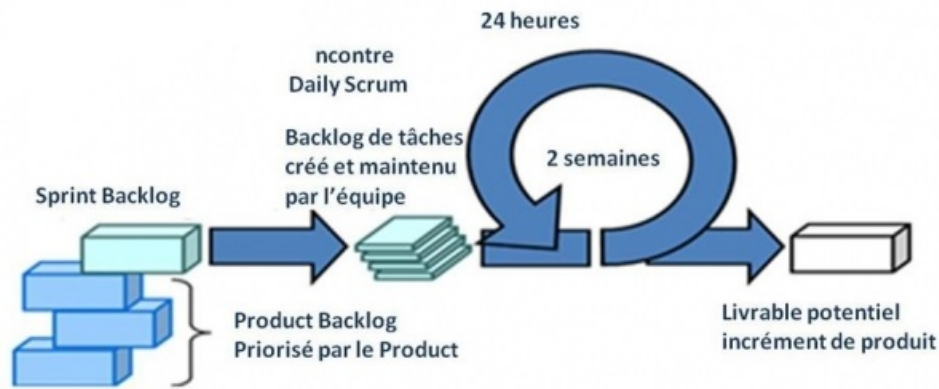 24 heures
ncontre
Daily Scrum
Backlog de tâches
créé et maintenu
par l'équipe
2 semaines
Sprint Backlog
Product Backlog
Priorisé par le Product
Livrable potentiel
incrément de produit